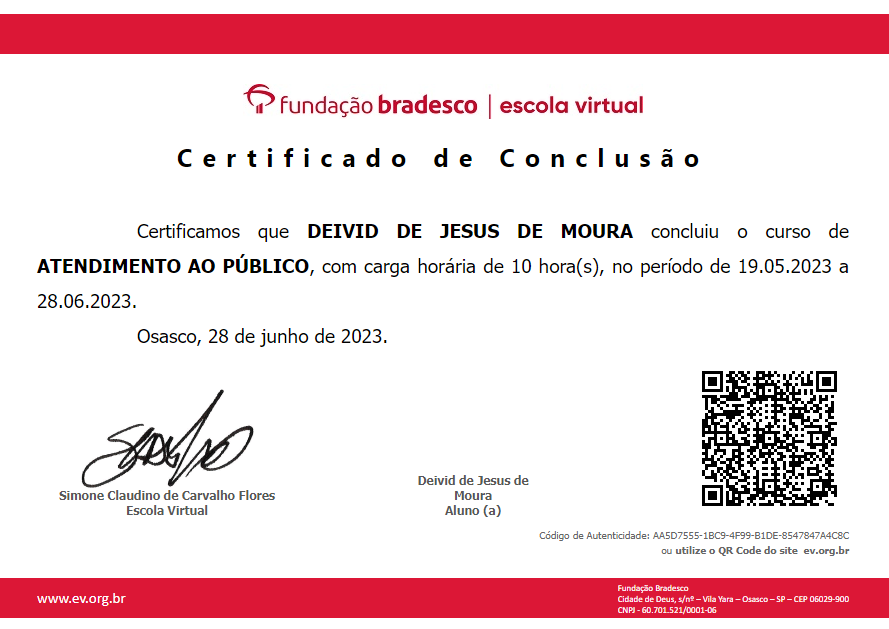 fundação bradesco | escola virtual
Certificado de Conclusão
Certificamos que DEIVID DE JESUS DE MOURA concluiu o curso de
ATENDIMENTO AO PÚBLICO, com carga horária de 10 hora(s), no período de 19.05.2023 a
28.06.2023.
Osasco, 28 de junho de 2023.
Simone Claudino de Carvalho Flores
Escola Virtual
Deivid de Jesus de
Moura
Aluno (a)
Código de Autenticidade: AA5D7555-1BC9-4F99-B1DE-8547847A4C8C
ou utilize o QR Code do site ev.org.br
www.ev.org.br
Fundação Bradesco
Cidade de Deus, s/nº – Vila Yara – Osasco – SP – CEP 06029-900
CNPJ - 60.701.521/0001-06